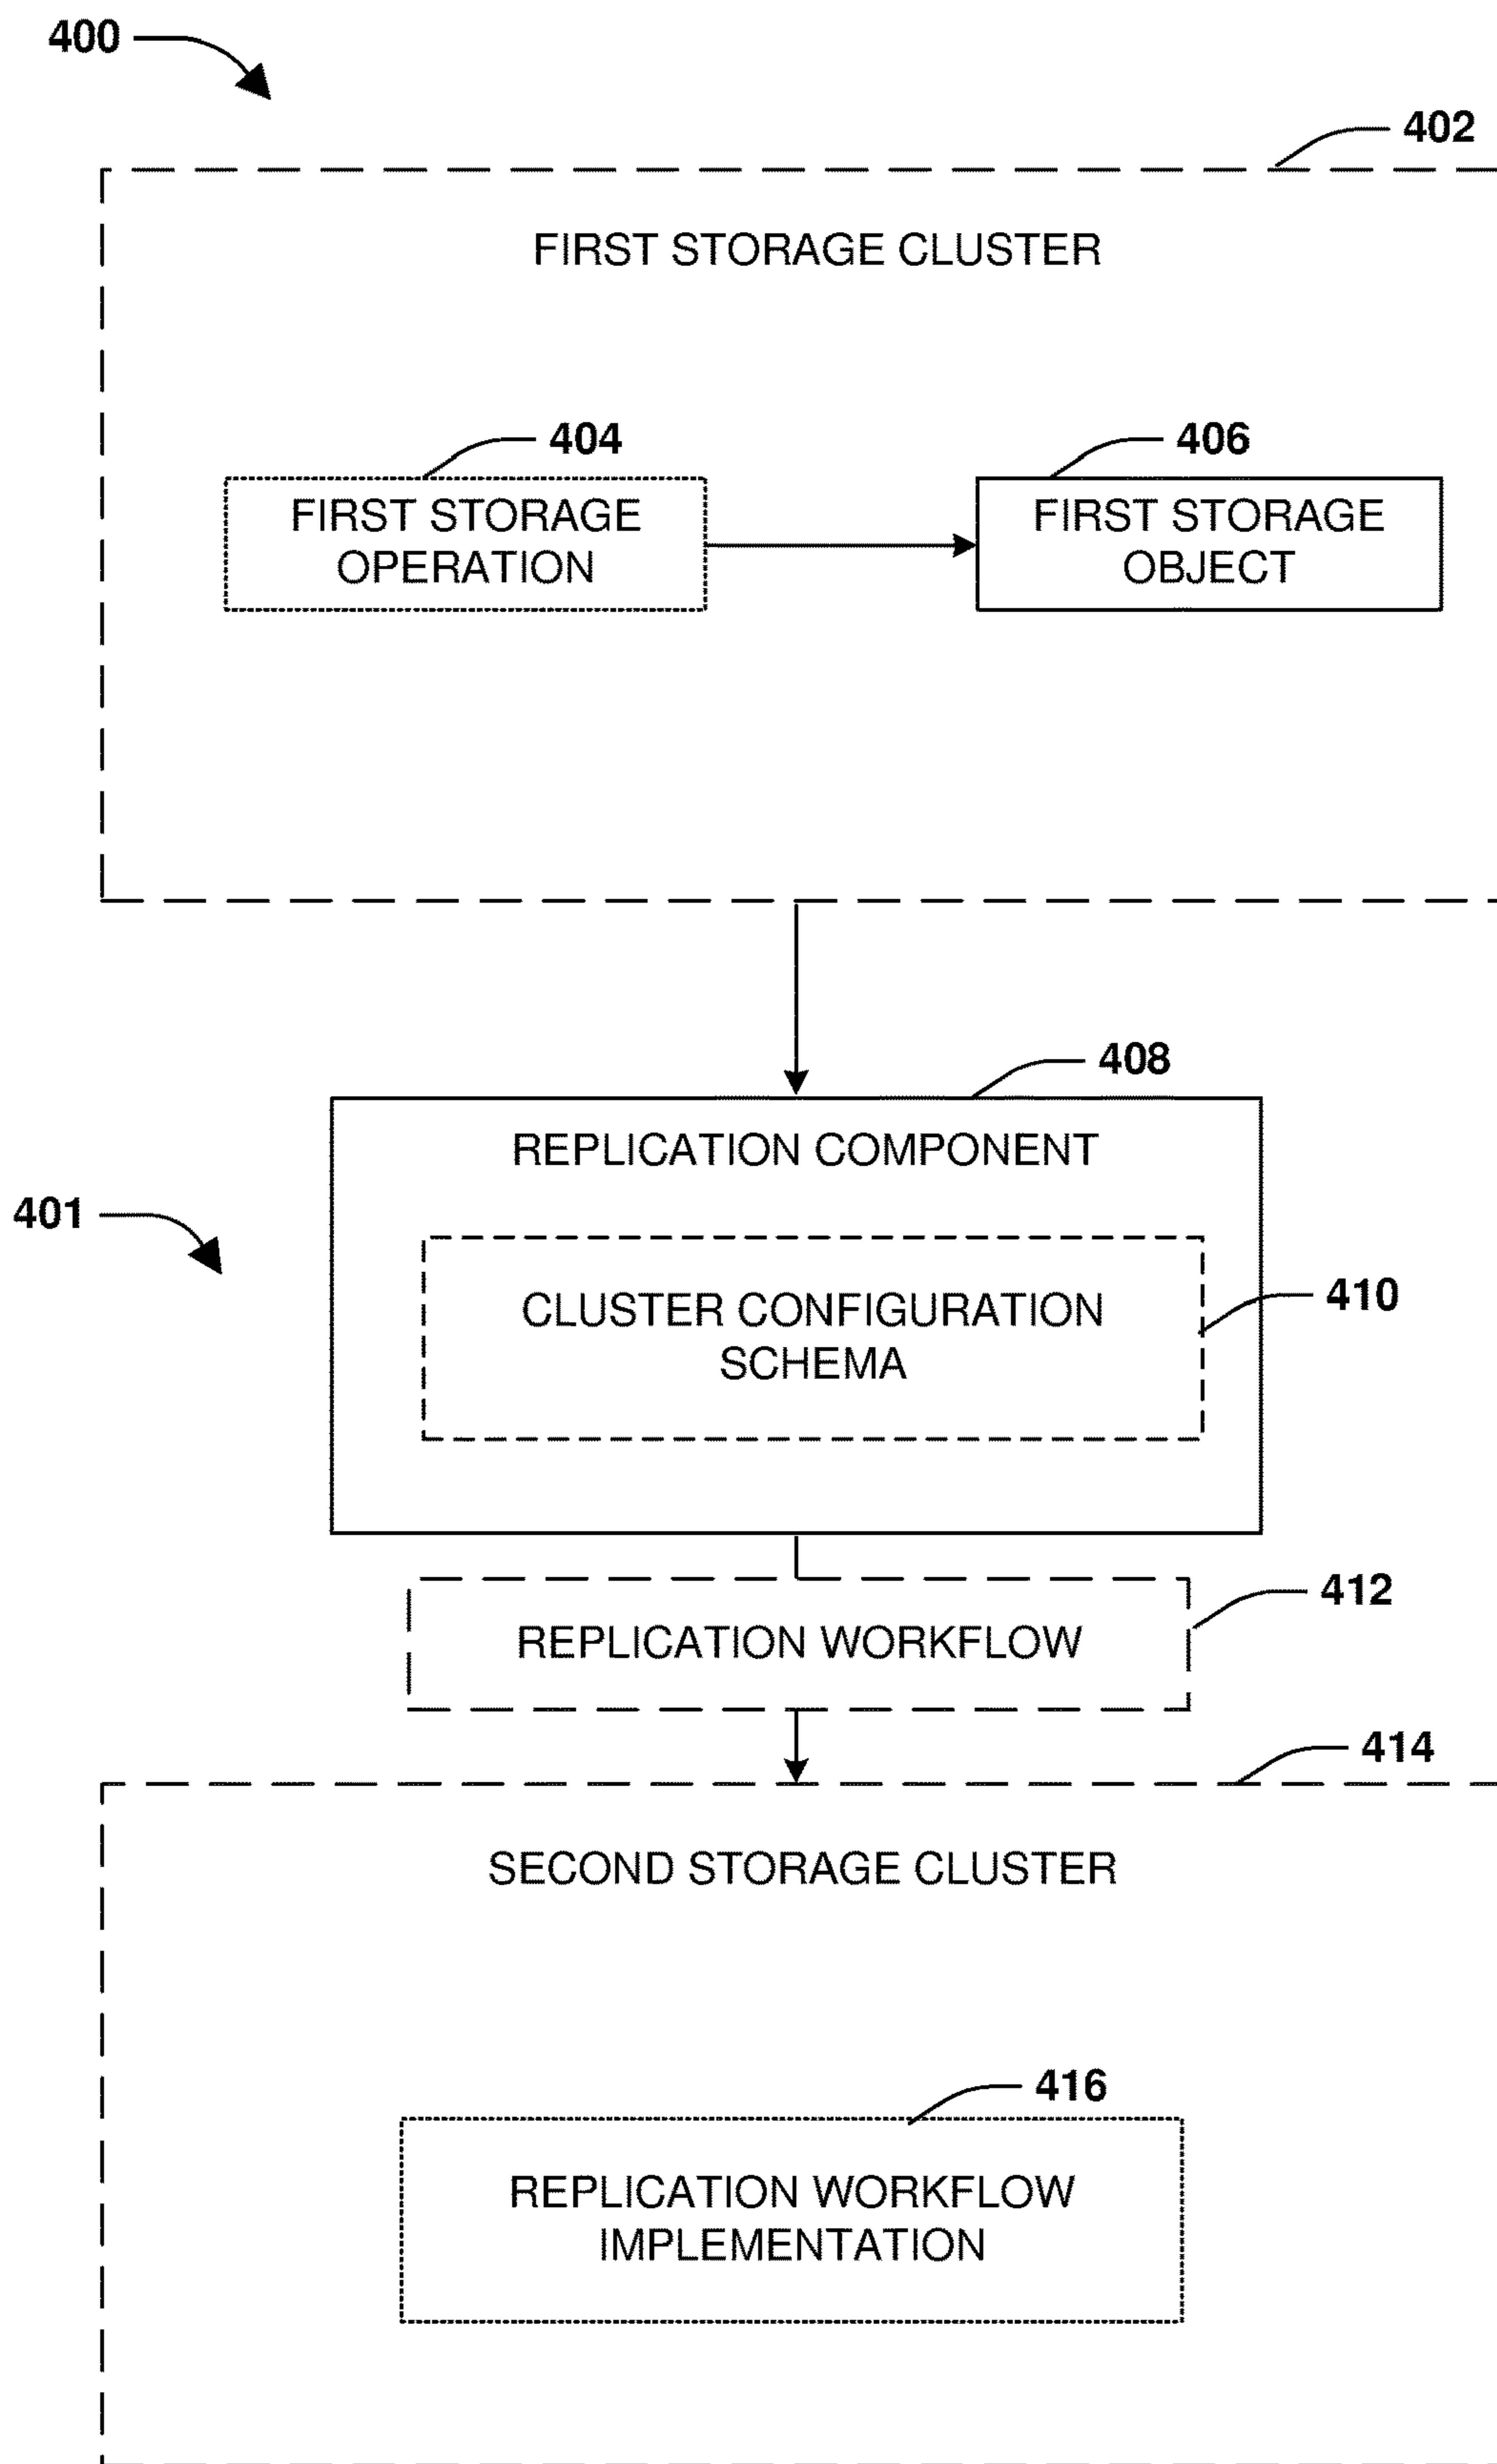 400
402
FIRST STORAGE CLUSTER
404
406
FIRST STORAGE
OPERATION
FIRST STORAGE
OBJECT
408
REPLICATION COMPONENT
401
CLUSTER CONFIGURATION
SCHEMA
410
412
REPLICATION WORKFLOW
414
SECOND STORAGE CLUSTER
416
REPLICATION WORKFLOW
IMPLEMENTATION